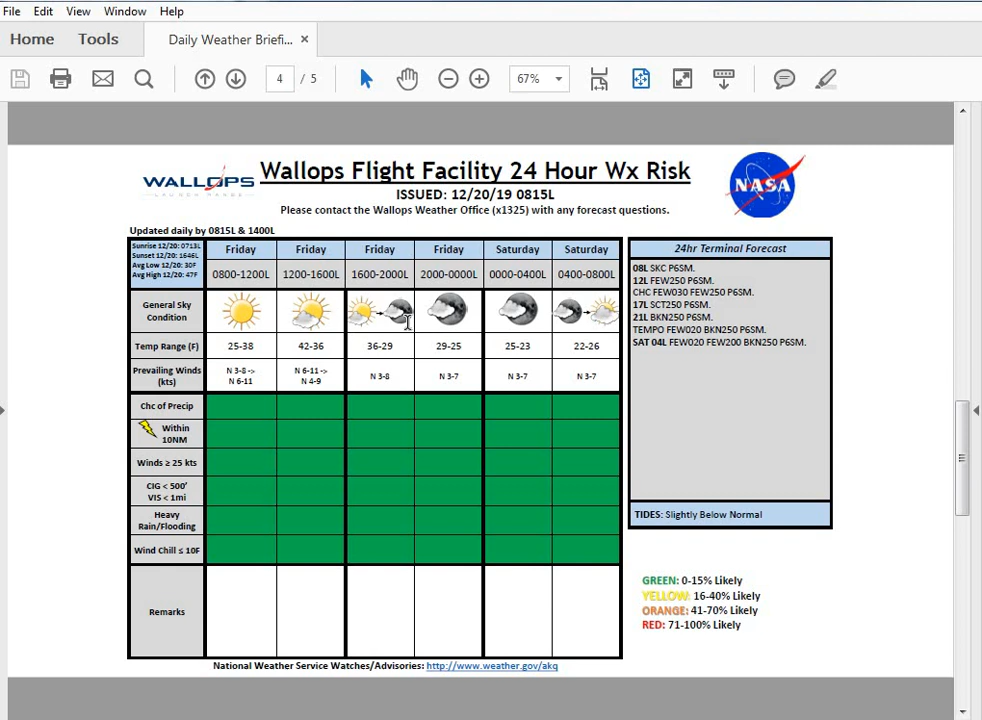 File Edit View Window Help
Home Tools Daily Weather Briefi... ×
4 / 5 67%
WALLOPS
Wallops Flight Facility 24 Hour Wx Risk
NASA
ISSUED: 12/20/19 0815L
Please contact the Wallops Weather Office (x1325) with any forecast questions.
Updated daily by 0815L & 1400L
Sunrise 12/20: 0713L
Sunset 12/20: 1646L
Avg Low 12/20: 30F
Avg High 12/20: 47F
Friday Friday Friday Friday Saturday Saturday
0800-1200L 1200-1600L 1600-2000L 2000-0000L 0000-0400L 0400-0800L
General Sky
Condition
Temp Range (F) 25-38 42-36 36-29 29-25 25-23 22-26
Prevailing Winds
(kts)
N 3-8 ->
N 6-11
N 6-11 ->
N 4-9
N 3-8 N 3-7 N 3-7 N 3-7
Chc of Precip
Within
10NM
Winds ≥ 25 kts
CIG < 500’
VIS < 1mi
Heavy
Rain/Flooding
Wind Chill ≤ 10F
Remarks
24hr Terminal Forecast
08L SKC P6SM.
12L FEW250 P6SM.
CHC FEW030 FEW250 P6SM.
17L SCT250 P6SM.
21L BKN250 P6SM.
TEMPO FEW020 BKN250 P6SM.
SAT 04L FEW020 FEW200 BKN250 P6SM.
TIDES: Slightly Below Normal
GREEN: 0-15% Likely
YELLOW: 16-40% Likely
ORANGE: 41-70% Likely
RED: 71-100% Likely
National Weather Service Watches/Advisories: http://www.weather.gov/akq